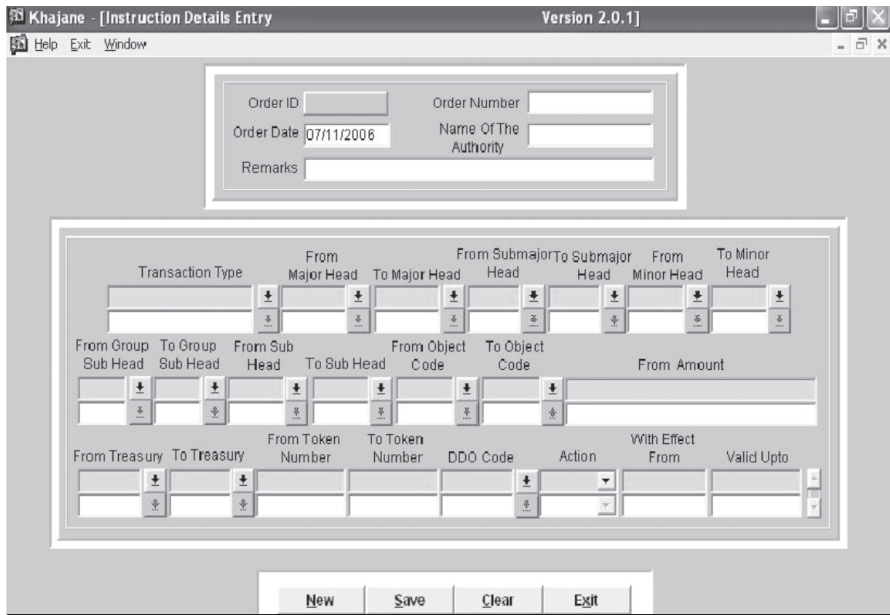 Khajane - [Instruction Details Entry Version 2.0.1]
Help Exit Window
Order ID Order Number
Order Date 07/11/2006 Name Of The Authority
Remarks
Transaction Type From Major Head To Major Head From Submajor Head To Submajor Head From Minor Head To Minor Head
From Group Sub Head To Group Sub Head From Sub Head To Sub Head From Object Code To Object Code From Amount
From Treasury To Treasury From Token Number To Token Number DDO Code Action With Effect From Valid Upto
New Save Clear Exit